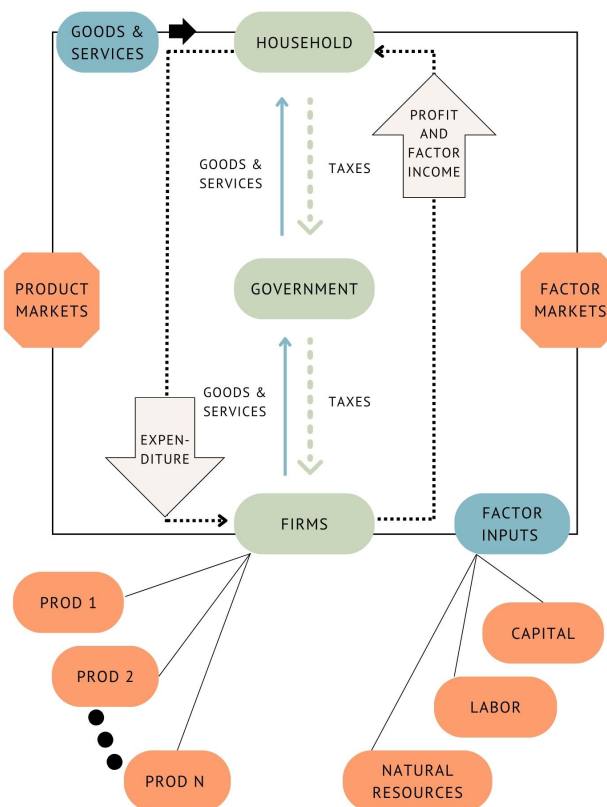 GOODS &
SERVICES
HOUSEHOLD
PROFIT
AND
FACTOR
INCOME
GOODS &
SERVICES
TAXES
PRODUCT
MARKETS
GOVERNMENT
FACTOR
MARKETS
GOODS &
SERVICES
TAXES
EXPEN-
DITURE
FIRMS
FACTOR
INPUTS
PROD 1
CAPITAL
PROD 2
LABOR
PROD N
NATURAL
RESOURCES